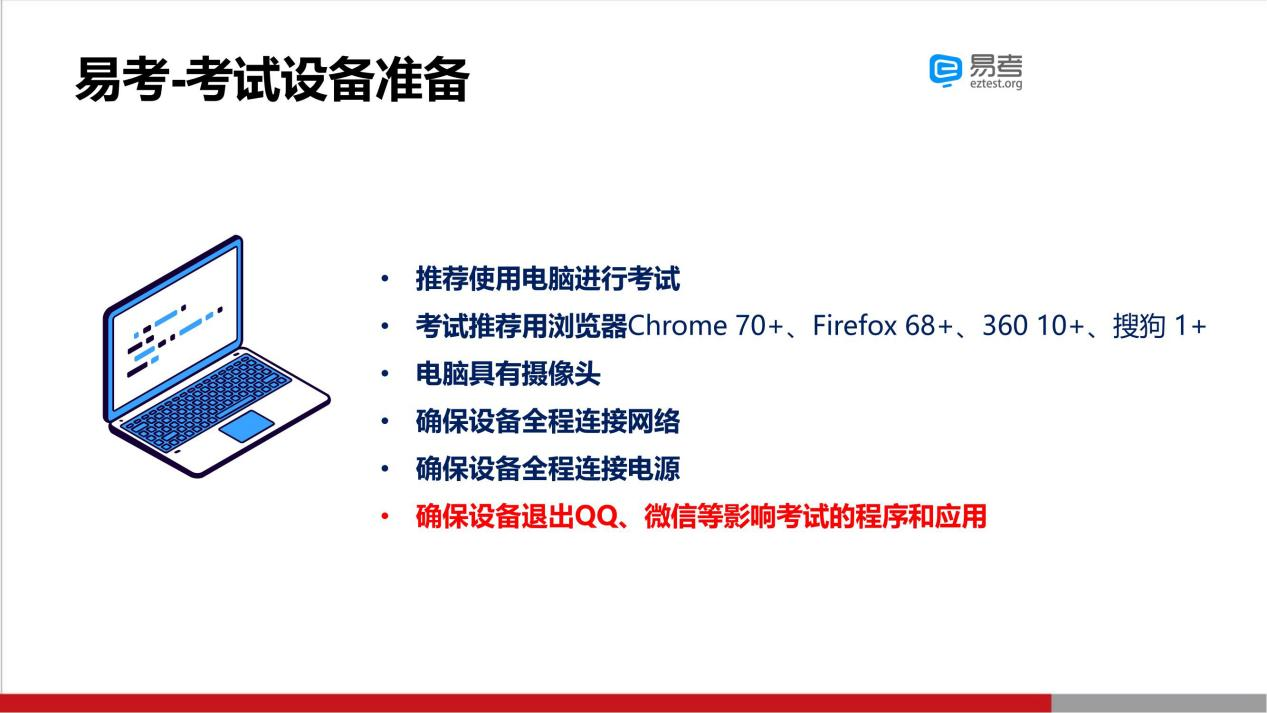 易考-考试设备准备
易考
eztest.org
• 推荐使用电脑进行考试
• 考试推荐用浏览器Chrome 70+、Firefox 68+、360 10+、搜狗 1+
• 电脑具有摄像头
• 确保设备全程连接网络
• 确保设备全程连接电源
• 确保设备退出QQ、微信等影响考试的程序和应用